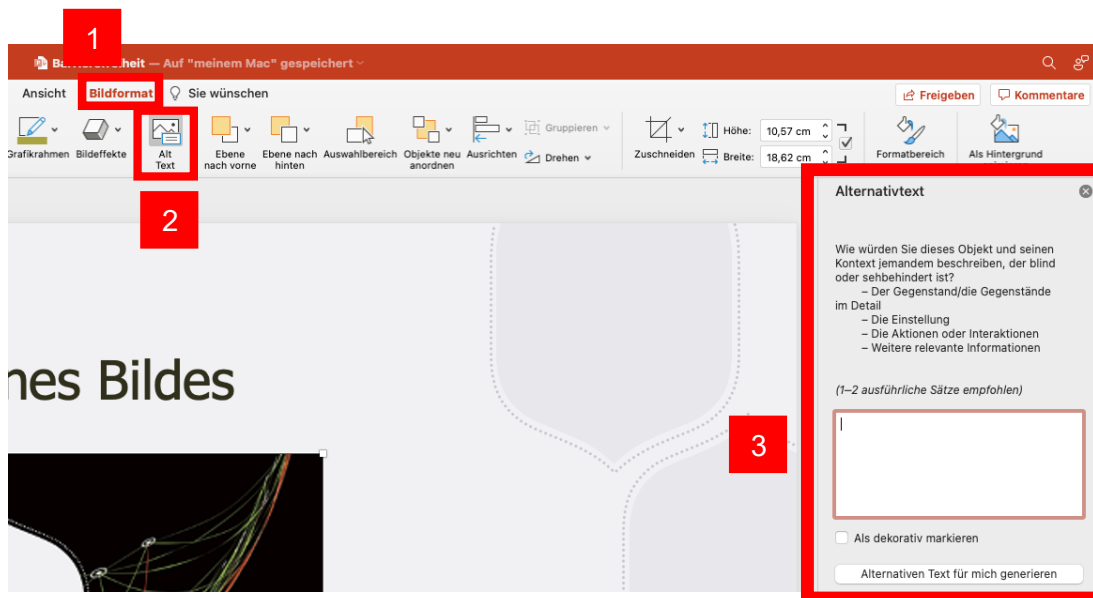 1
Auf "meinem Mac" gespeichert
Ansicht Bildformat Sie wünschen Freigeben Kommentare
Grafikrahmen Bildeffekte Alt Text Ebene nach vorne Ebene nach hinten Auswahlbereich Objekte neu anordnen Ausrichten Gruppieren Drehen Zuschneiden Höhe: 10,57 cm Breite: 18,62 cm Formatbereich Als Hintergrund
2
Alternativtext
Wie würden Sie dieses Objekt und seinen
Kontext jemandem beschreiben, der blind
oder sehbehindert ist?
– Der Gegenstand/die Gegenstände
im Detail
– Die Einstellung
– Die Aktionen oder Interaktionen
– Weitere relevante Informationen
(1–2 ausführliche Sätze empfohlen)
nes Bildes
3
Als dekorativ markieren
Alternativen Text für mich generieren